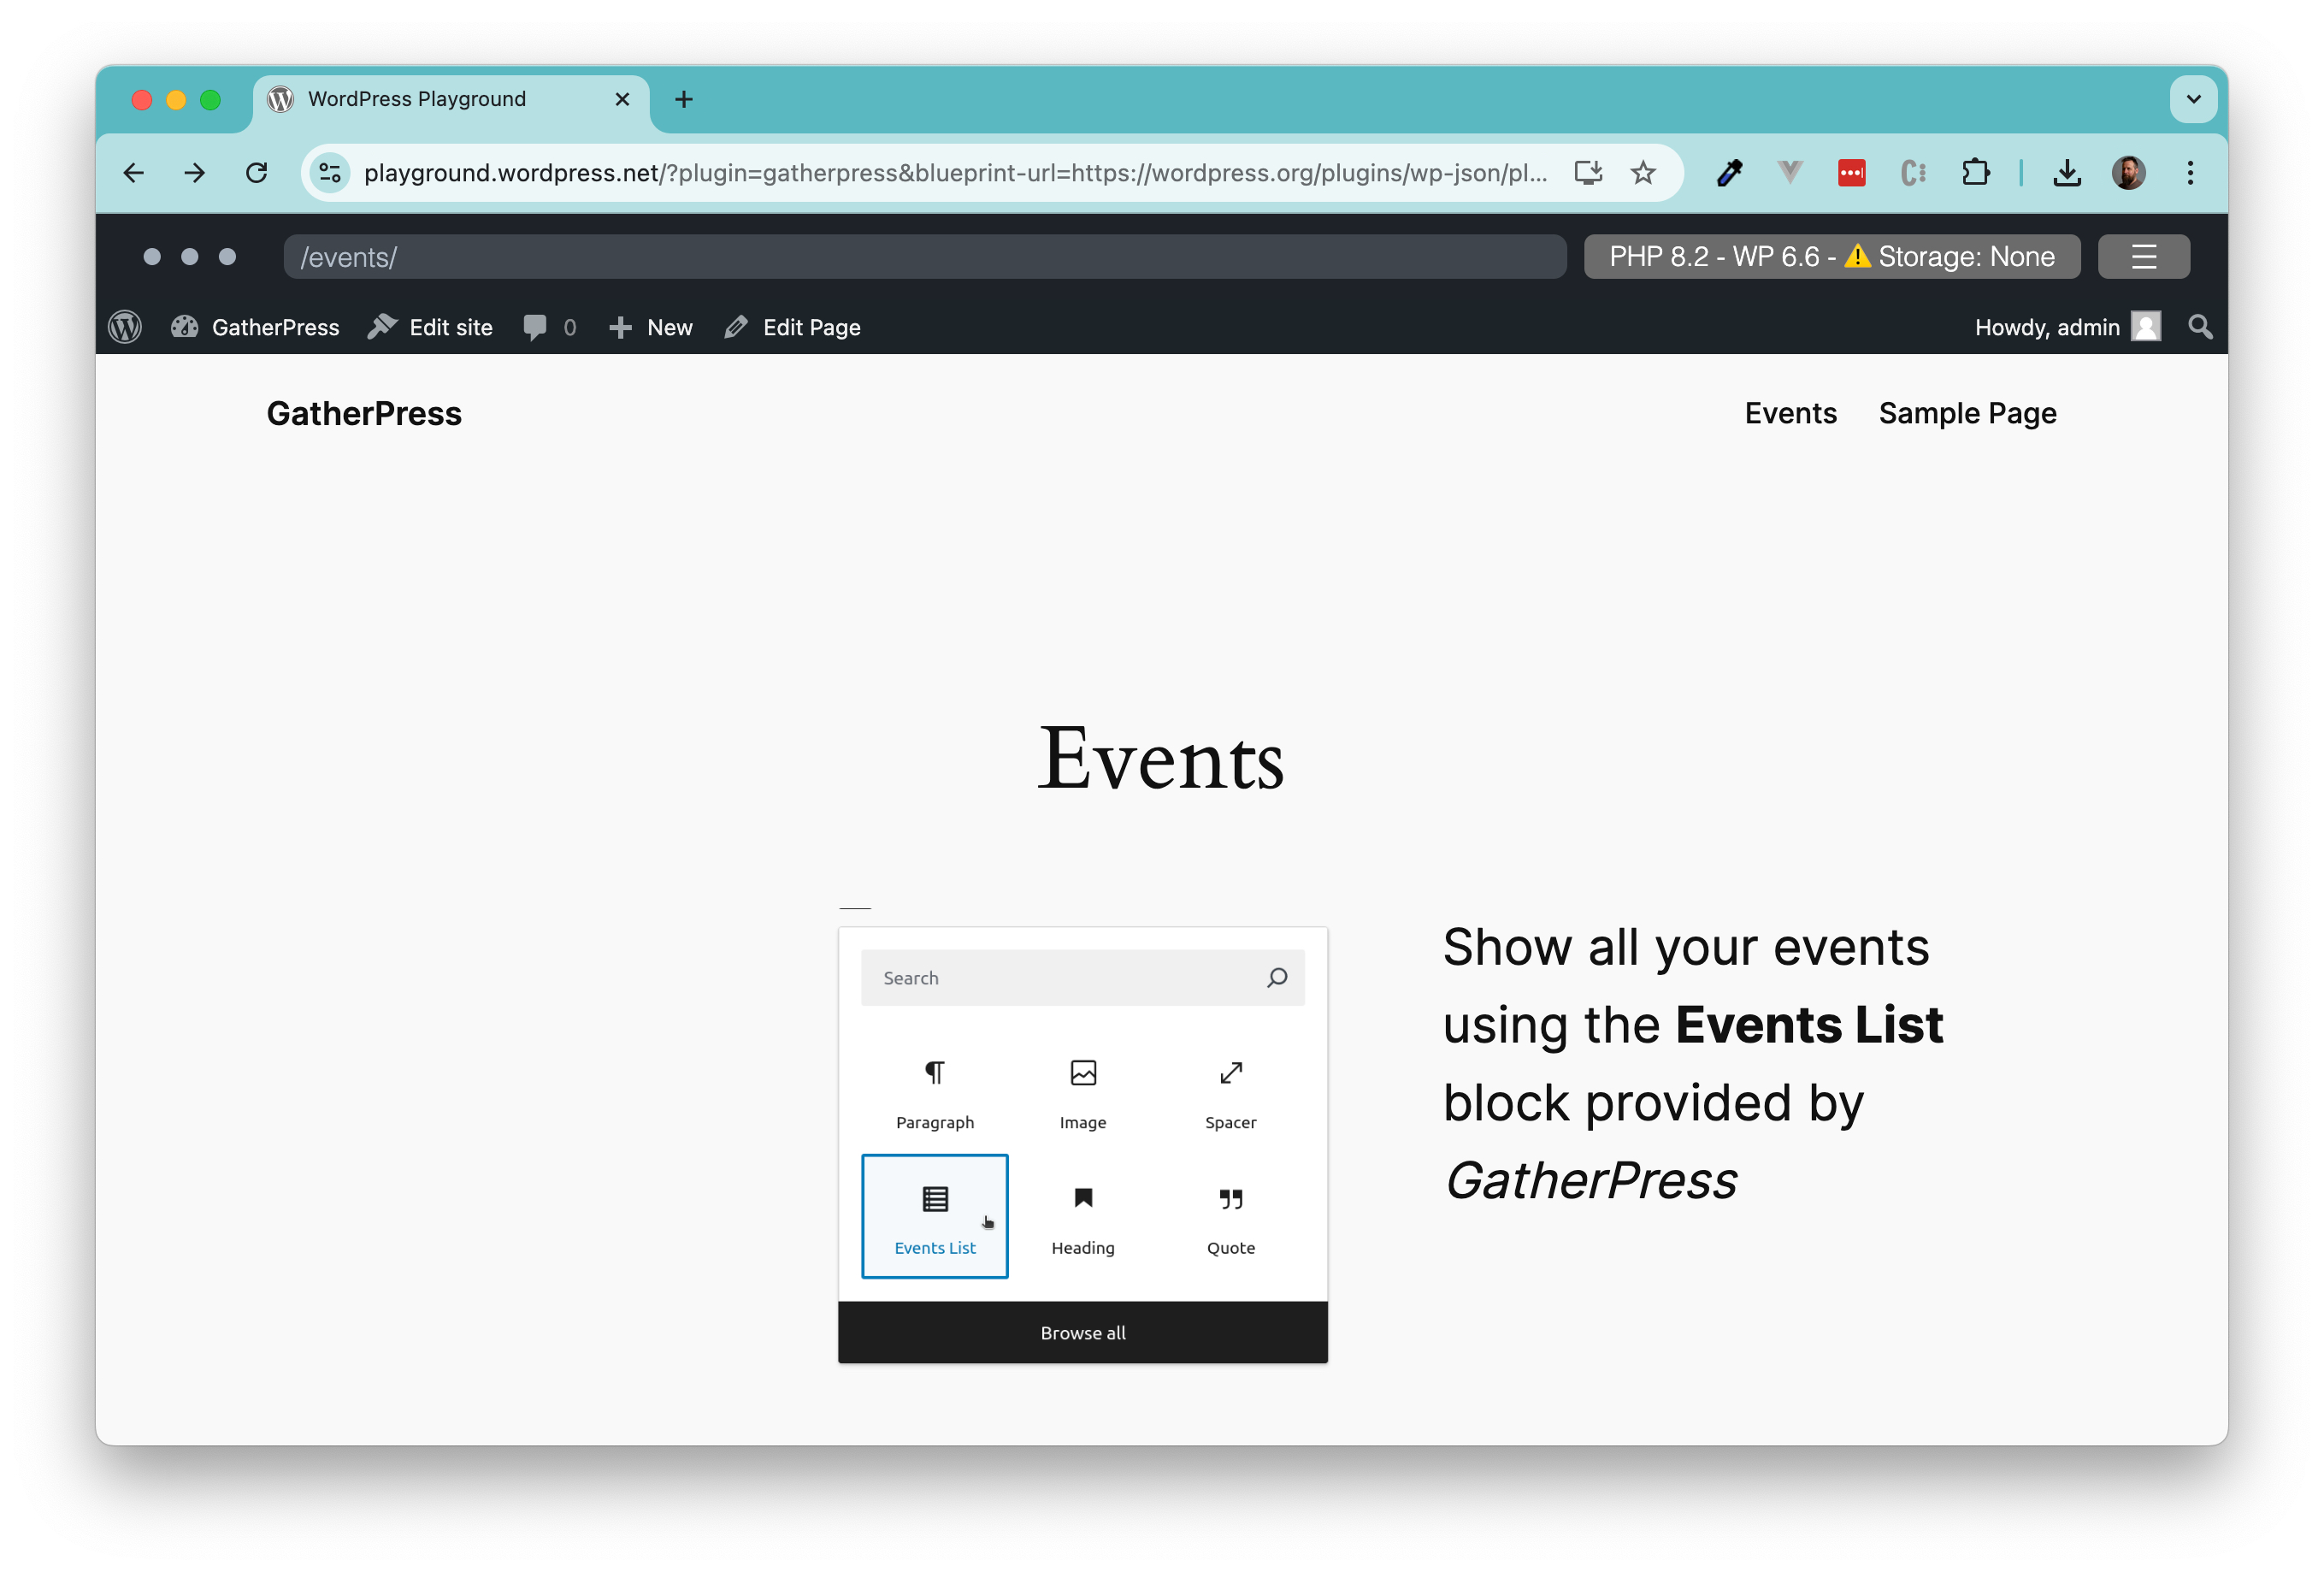 WordPress Playground
playground.wordpress.net/?plugin=gatherpress&blueprint-url=https://wordpress.org/plugins/wp-json/pl...
/events/
PHP 8.2 - WP 6.6 - ⚠️ Storage: None
GatherPress Edit site 0 New Edit Page Howdy, admin
GatherPress
Events Sample Page
Events
Search
Paragraph Image Spacer
Events List Heading Quote
Browse all
Show all your events
using the Events List
block provided by
GatherPress